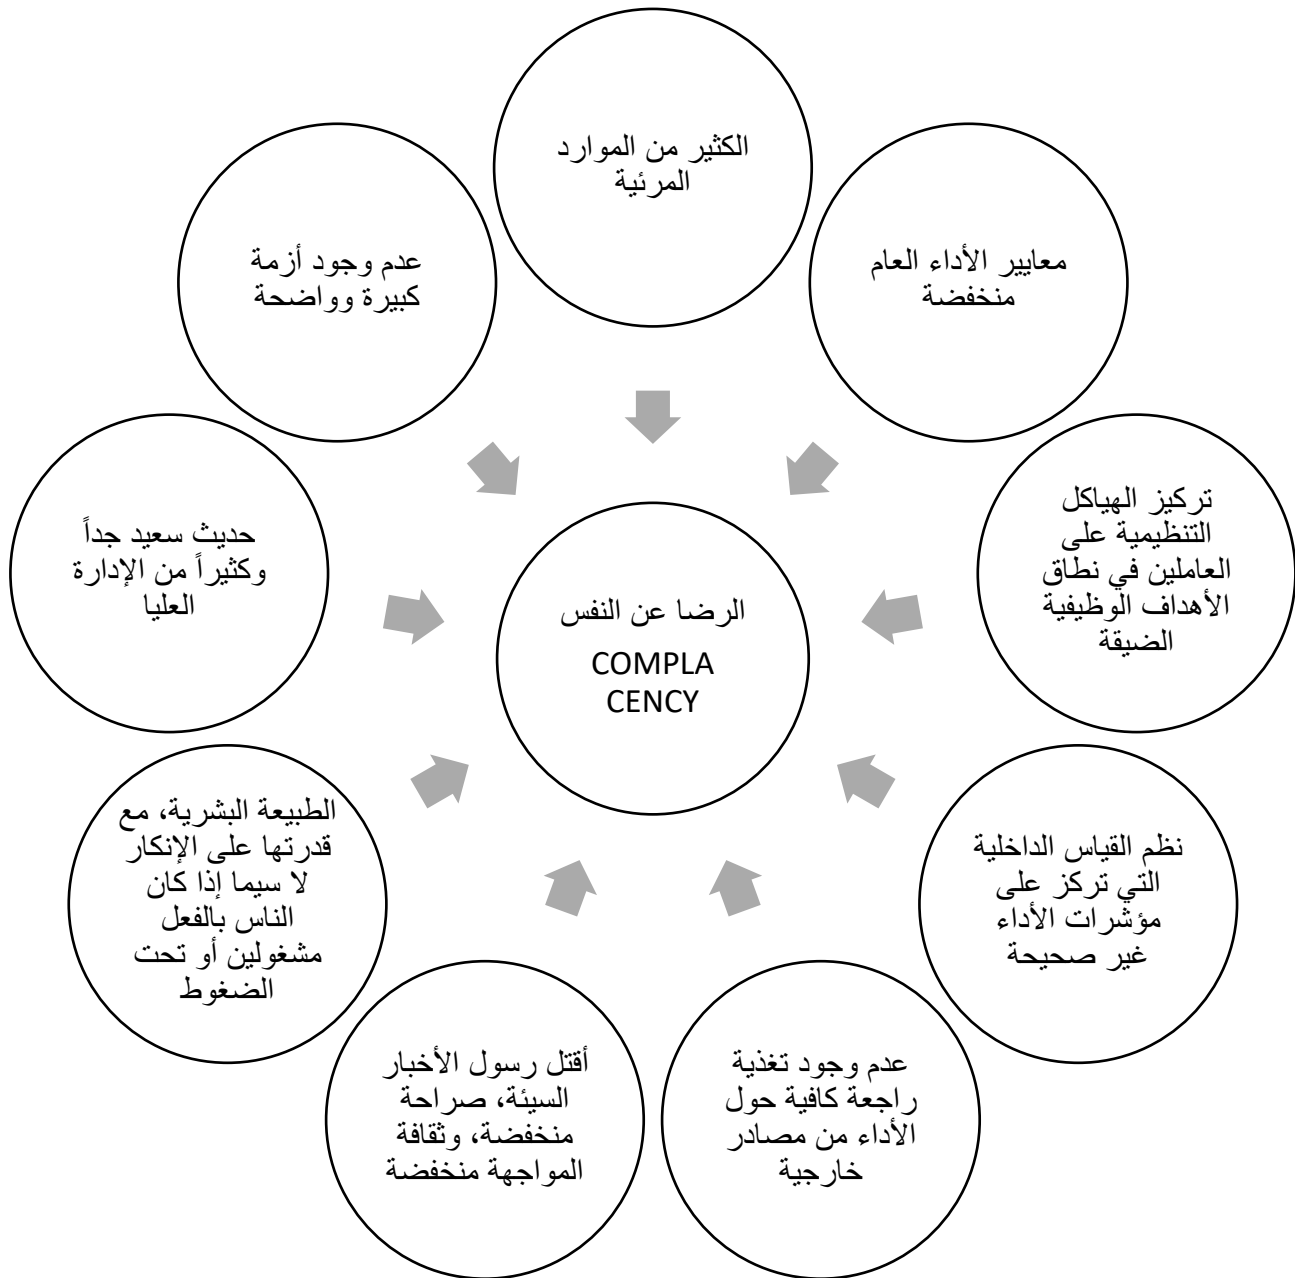 الكثير من الموارد
المرئية
معايير الأداء العام
منخفضة
تركيز الهياكل
التنظيمية على
العاملين في نطاق
الأهداف الوظيفية
الضيقة
نظم القياس الداخلية
التي تركز على
مؤشرات الأداء
غير صحيحة
عدم وجود تغذية
راجعة كافية حول
الأداء من مصادر
خارجية
أقتل رسول الأخبار
السيئة، صراحة
منخفضة، وثقافة
المواجهة منخفضة
الطبيعة البشرية، مع
قدرتها على الإنكار
لا سيما إذا كان
الناس بالفعل
مشغولين أو تحت
الضغوط
حديث سعيد جداً
وكثيراً من الإدارة
العليا
عدم وجود أزمة
كبيرة وواضحة
الرضا عن النفس
COMPLA
CENCY